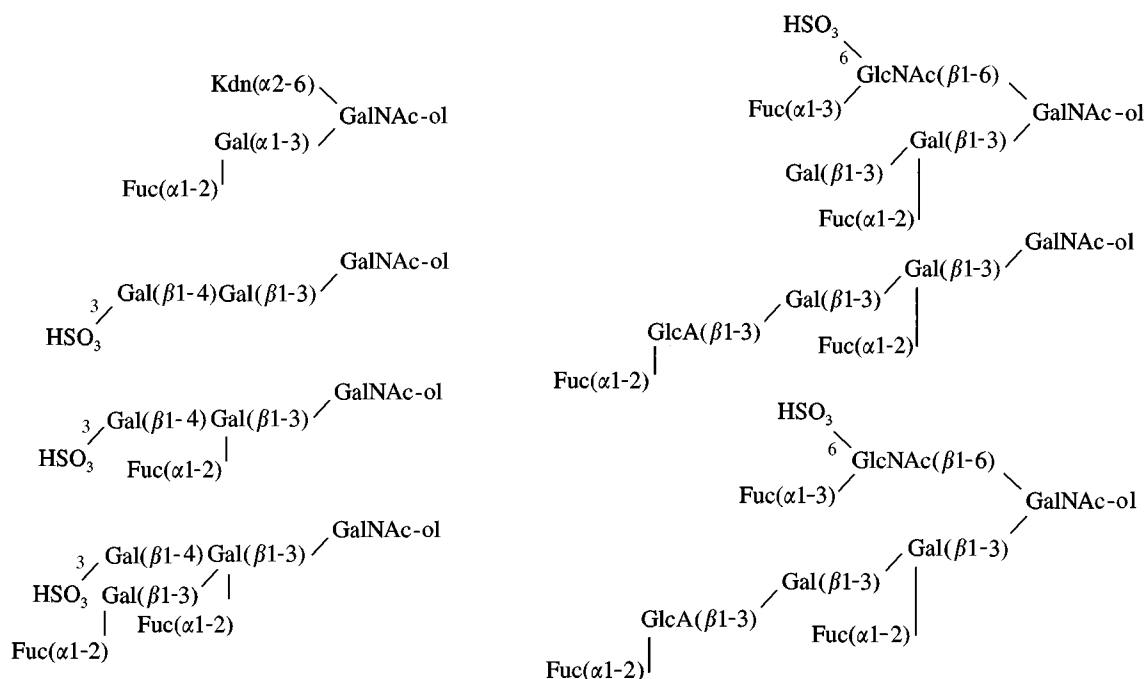 Kdn(α2-6)
GalNAc-ol
Gal(α1-3)
Fuc(α1-2)
GalNAc-ol
3
Gal(β1-4)Gal(β1-3)
HSO₃
GalNAc-ol
3
Gal(β1-4)Gal(β1-3)
HSO₃
Fuc(α1-2)
GalNAc-ol
3
Gal(β1-4)Gal(β1-3)
HSO₃
Gal(β1-3)
Fuc(α1-2)
Fuc(α1-2)
HSO₃
6
GlcNAc(β1-6)
Fuc(α1-3)
GalNAc-ol
Gal(β1-3)
Gal(β1-3)
Fuc(α1-2)
GalNAc-ol
Gal(β1-3)
Gal(β1-3)
GlcA(β1-3)
Fuc(α1-2)
Fuc(α1-2)
HSO₃
6
GlcNAc(β1-6)
Fuc(α1-3)
GalNAc-ol
Gal(β1-3)
Gal(β1-3)
GlcA(β1-3)
Fuc(α1-2)
Fuc(α1-2)